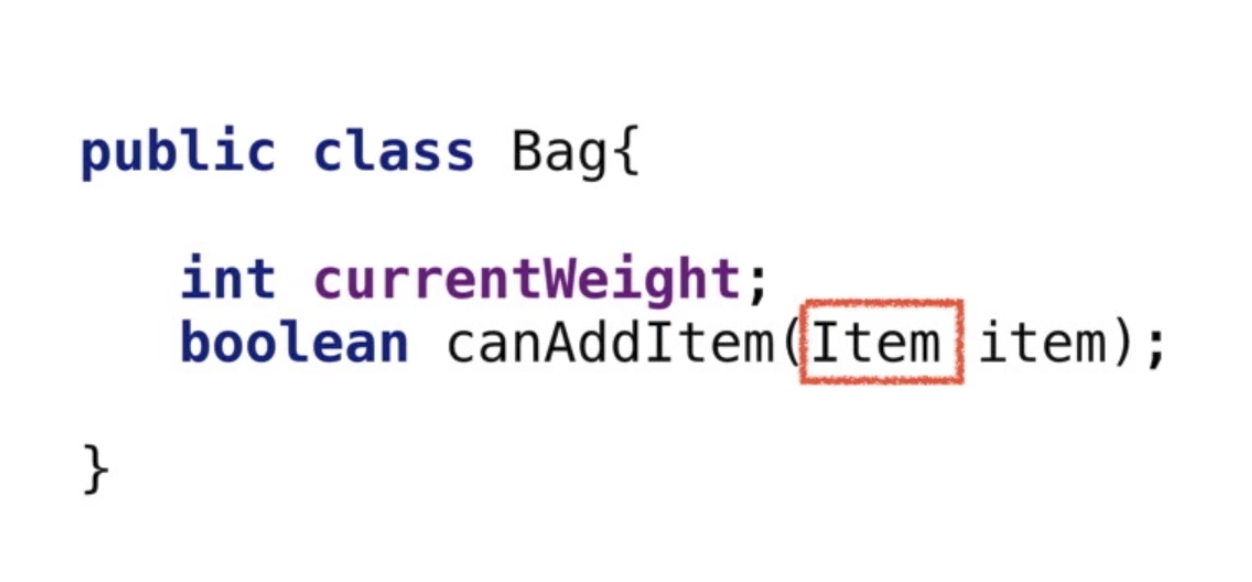 public class Bag{
int currentWeight;
boolean canAddItem(Item item);
}